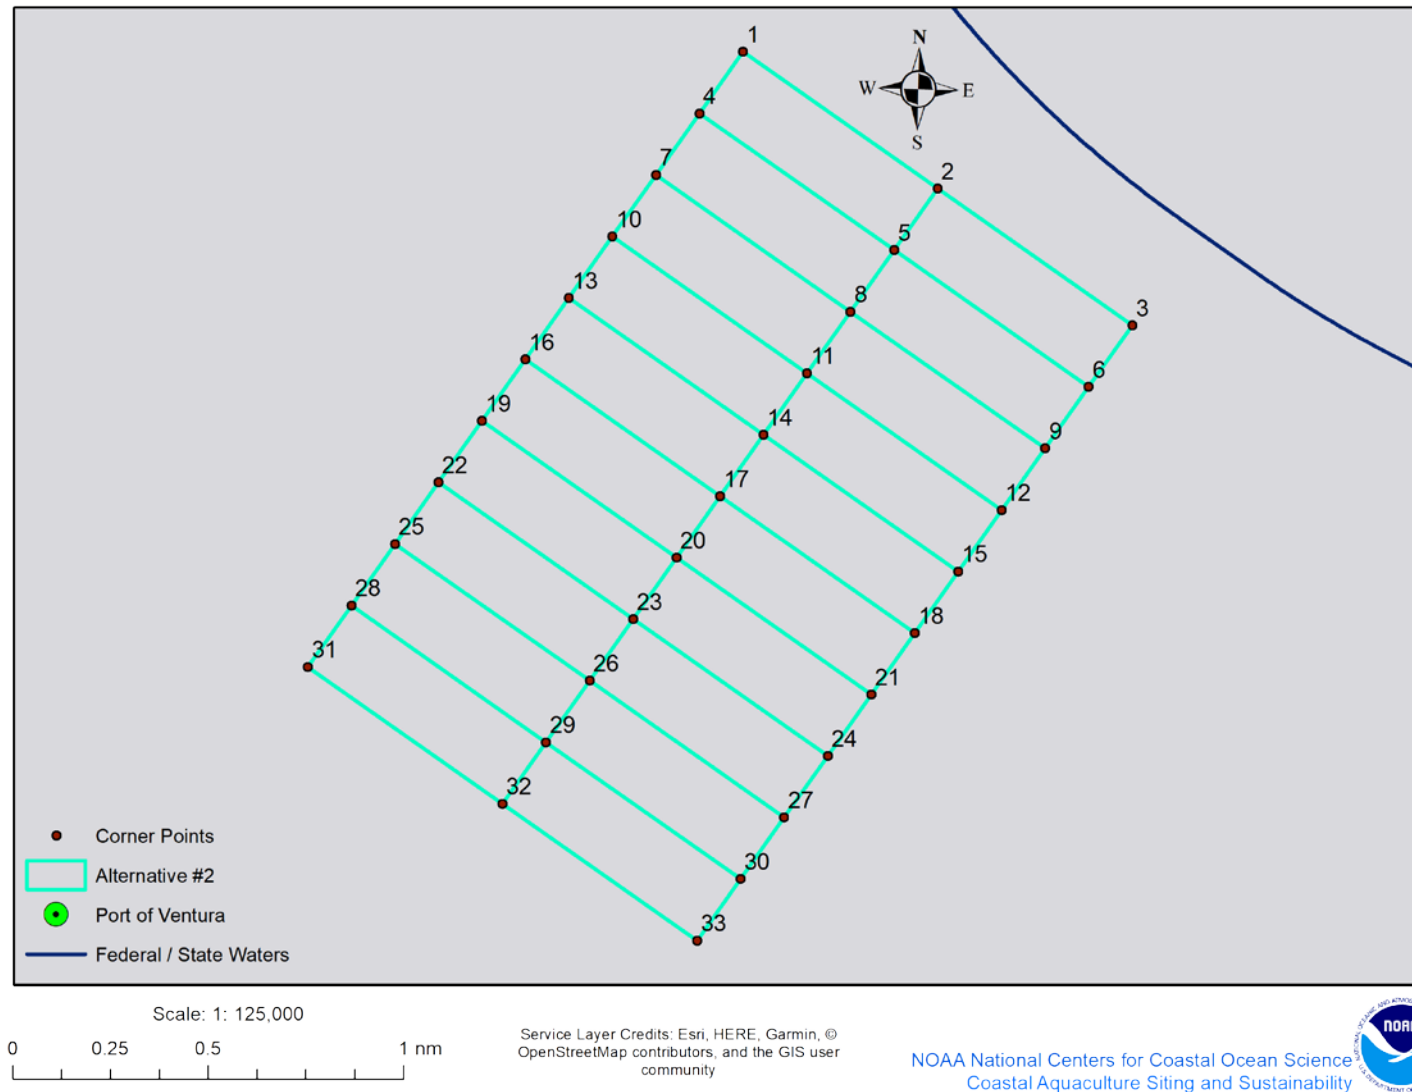 1
N
W E
S
4
7
2
10
5
13
8
3
16
11
6
19
14
9
22
17
12
25
20
15
28
23
18
31
26
21
29
24
32
27
30
33
Corner Points
Alternative #2
Port of Ventura
Federal / State Waters
Scale: 1: 125,000
0 0.25 0.5 1 nm
Service Layer Credits: Esri, HERE, Garmin, ©
OpenStreetMap contributors, and the GIS user
community
NOAA National Centers for Coastal Ocean Science
Coastal Aquaculture Siting and Sustainability